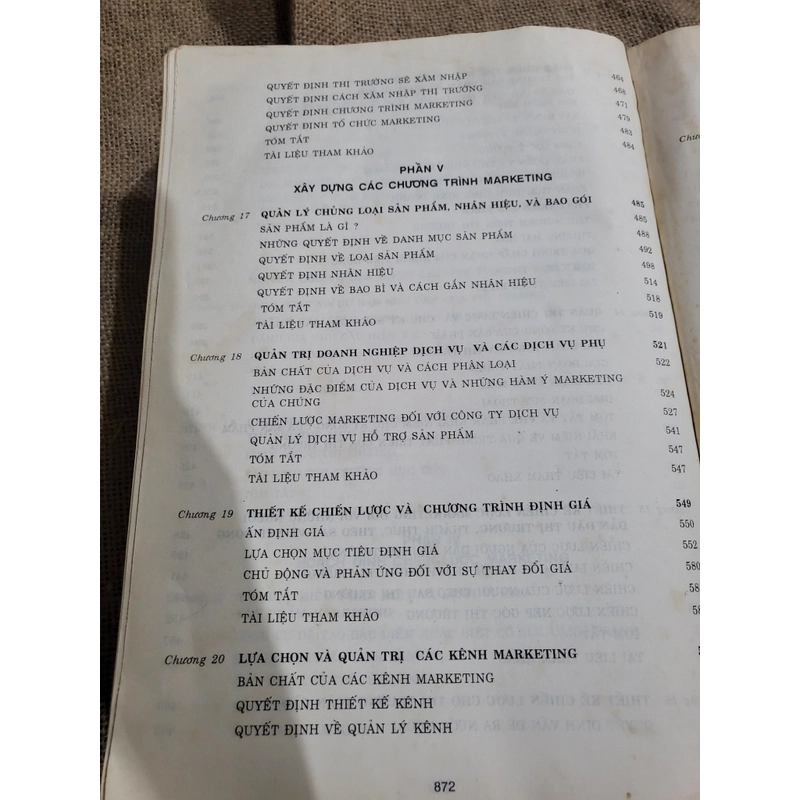 QUYẾT ĐỊNH THỊ TRƯỜNG SẼ XÂM NHẬP 464
QUYẾT ĐỊNH CÁCH XÂM NHẬP THỊ TRƯỜNG 468
QUYẾT ĐỊNH CHƯƠNG TRÌNH MARKETING 471
QUYẾT ĐỊNH TỔ CHỨC MARKETING 479
TÓM TẮT 483
TÀI LIỆU THAM KHẢO 484
PHẦN V
XÂY DỰNG CÁC CHƯƠNG TRÌNH MARKETING
Chương 17 QUẢN LÝ CHỦNG LOẠI SẢN PHẨM, NHÃN HIỆU, VÀ BAO GÓI 485
SẢN PHẨM LÀ GÌ ? 485
NHỮNG QUYẾT ĐỊNH VỀ DANH MỤC SẢN PHẨM 488
QUYẾT ĐỊNH VỀ LOẠI SẢN PHẨM 492
QUYẾT ĐỊNH NHÃN HIỆU 498
QUYẾT ĐỊNH VỀ BAO BÌ VÀ CÁCH GẮN NHÃN HIỆU 514
TÓM TẮT 518
TÀI LIỆU THAM KHẢO 519
Chương 18 QUẢN TRỊ DOANH NGHIỆP DỊCH VỤ VÀ CÁC DỊCH VỤ PHỤ 521
BẢN CHẤT CỦA DỊCH VỤ VÀ CÁCH PHÂN LOẠI 522
NHỮNG ĐẶC ĐIỂM CỦA DỊCH VỤ VÀ NHỮNG HÀM Ý MARKETING
CỦA CHÚNG 524
CHIẾN LƯỢC MARKETING ĐỐI VỚI CÔNG TY DỊCH VỤ 527
QUẢN LÝ DỊCH VỤ HỖ TRỢ SẢN PHẨM 541
TÓM TẮT 547
TÀI LIỆU THAM KHẢO 547
Chương 19 THIẾT KẾ CHIẾN LƯỢC VÀ CHƯƠNG TRÌNH ĐỊNH GIÁ 549
ẤN ĐỊNH GIÁ 550
LỰA CHỌN MỤC TIÊU ĐỊNH GIÁ 552
CHỦ ĐỘNG VÀ PHẢN ỨNG ĐỐI VỚI SỰ THAY ĐỔI GIÁ 580
TÓM TẮT
TÀI LIỆU THAM KHẢO
Chương 20 LỰA CHỌN VÀ QUẢN TRỊ CÁC KÊNH MARKETING
BẢN CHẤT CỦA CÁC KÊNH MARKETING
QUYẾT ĐỊNH THIẾT KẾ KÊNH
QUYẾT ĐỊNH VỀ QUẢN LÝ KÊNH
872